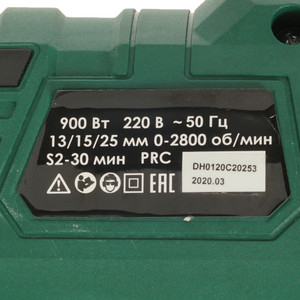 900 Вт 220 В ~ 50 Гц
13/15/25 мм 0-2800 об/мин
S2-30 мин PRC
DH0120C20253
2020.03
EAC